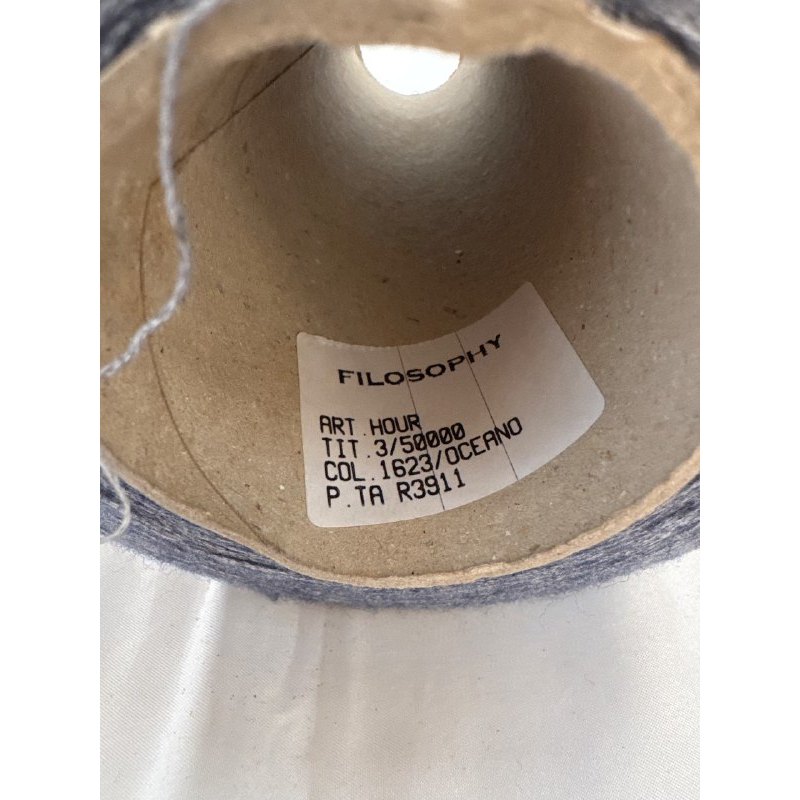 FILOSOPHY
ART.HOUR
TIT.3/50000
COL.1623/OCEANO
P.TA R3911